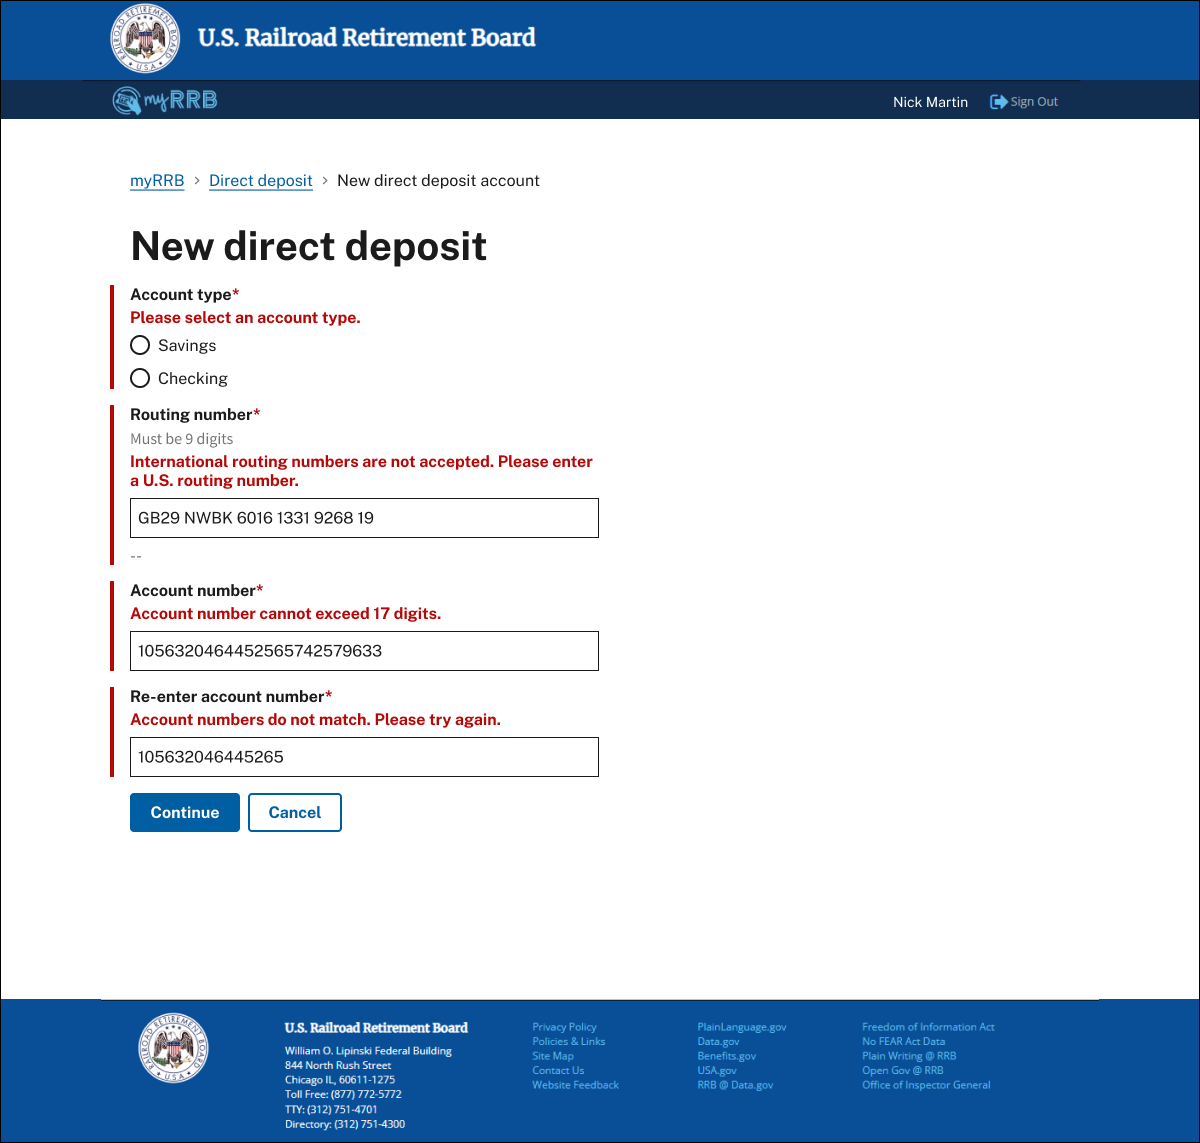 U.S. Railroad Retirement Board
myRRB
Nick Martin
Sign Out
myRRB > Direct deposit > New direct deposit account
New direct deposit
Account type*
Please select an account type.
Savings
Checking
Routing number*
Must be 9 digits
International routing numbers are not accepted. Please enter
a U.S. routing number.
GB29 NWBK 6016 1331 9268 19
--
Account number*
Account number cannot exceed 17 digits.
1056320464452565742579633
Re-enter account number*
Account numbers do not match. Please try again.
105632046445265
Continue
Cancel
RAILROAD RETIREMENT BOARD
U.S.A.
U.S. Railroad Retirement Board
William O. Lipinski Federal Building
844 North Rush Street
Chicago IL, 60611-1275
Toll Free: (877) 772-5772
TTY: (312) 751-4701
Directory: (312) 751-4300
Privacy Policy
Policies & Links
Site Map
Contact Us
Website Feedback
PlainLanguage.gov
Data.gov
Benefits.gov
USA.gov
RRB @ Data.gov
Freedom of Information Act
No FEAR Act Data
Plain Writing @ RRB
Open Gov @ RRB
Office of Inspector General